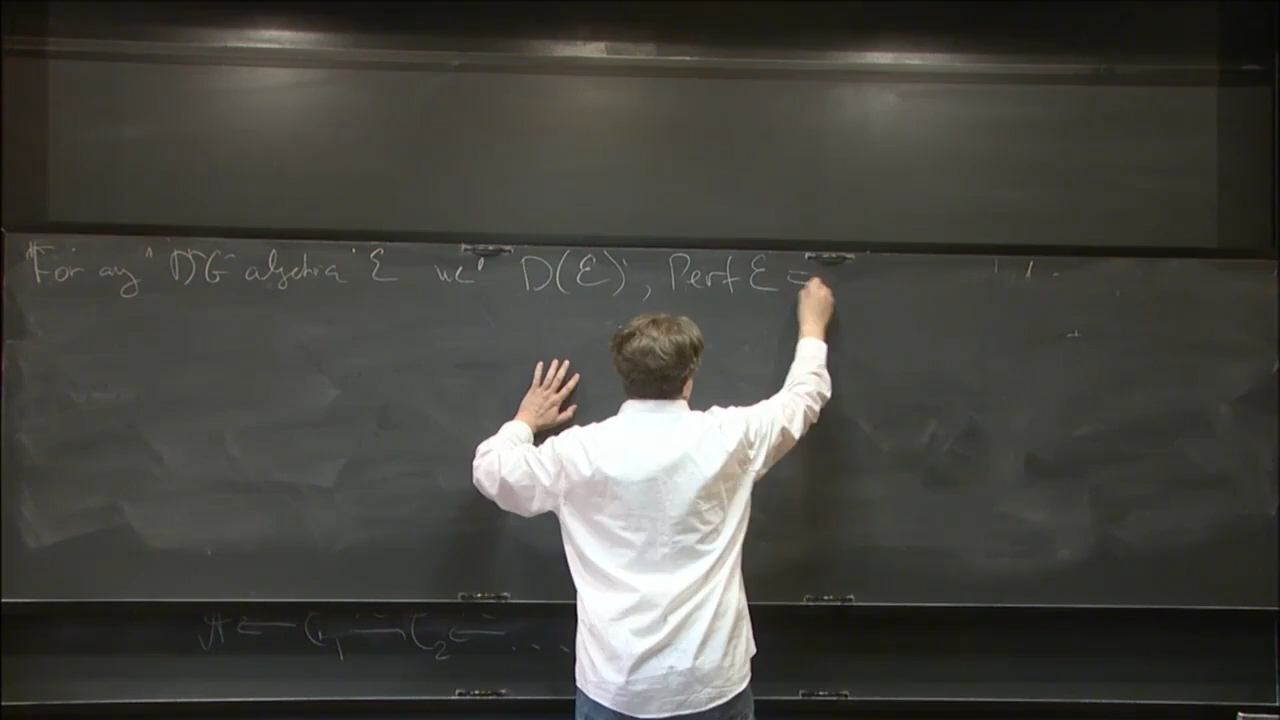 For any DG algebra Ɛ we D(Ɛ), Perf Ɛ =
A ← C₁ → C₂ ← ...